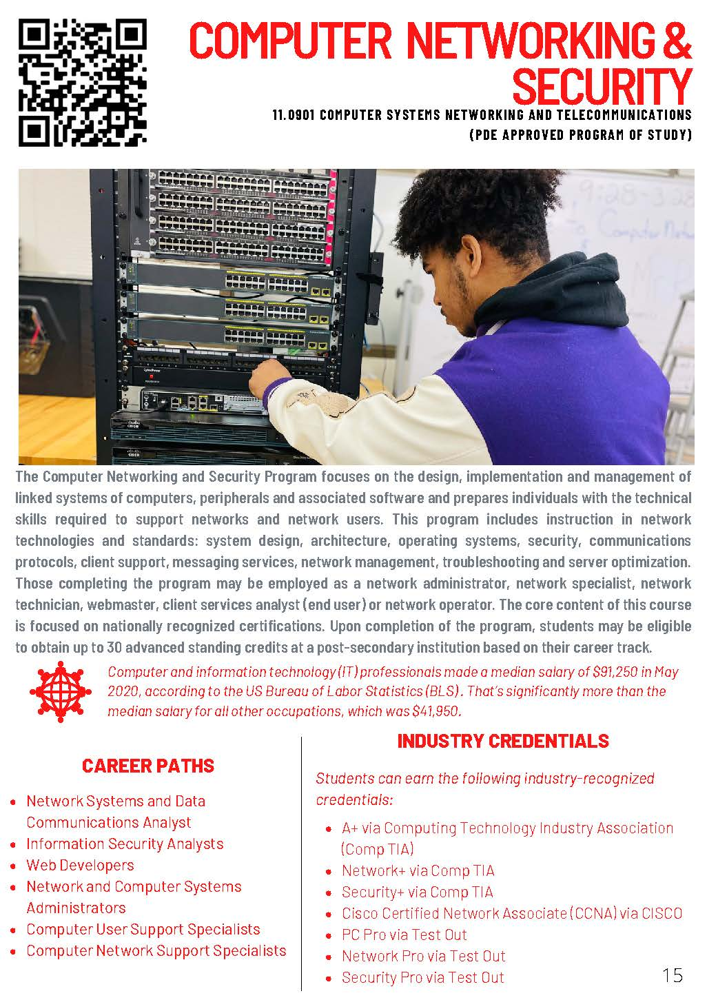 COMPUTER NETWORKING &
SECURITY
11.0901 COMPUTER SYSTEMS NETWORKING AND TELECOMMUNICATIONS
(PDE APPROVED PROGRAM OF STUDY)
9:28-3:28
Computer Netw
CyberPower
CISCO
CISCO
The Computer Networking and Security Program focuses on the design, implementation and management of
linked systems of computers, peripherals and associated software and prepares individuals with the technical
skills required to support networks and network users. This program includes instruction in network
technologies and standards: system design, architecture, operating systems, security, communications
protocols, client support, messaging services, network management, troubleshooting and server optimization.
Those completing the program may be employed as a network administrator, network specialist, network
technician, webmaster, client services analyst (end user) or network operator. The core content of this course
is focused on nationally recognized certifications. Upon completion of the program, students may be eligible
to obtain up to 30 advanced standing credits at a post-secondary institution based on their career track.
Computer and information technology (IT) professionals made a median salary of $91,250 in May
2020, according to the US Bureau of Labor Statistics (BLS). That's significantly more than the
median salary for all other occupations, which was $41,950.
CAREER PATHS
• Network Systems and Data
Communications Analyst
• Information Security Analysts
• Web Developers
• Network and Computer Systems
Administrators
• Computer User Support Specialists
• Computer Network Support Specialists
INDUSTRY CREDENTIALS
Students can earn the following industry-recognized
credentials:
• A+ via Computing Technology Industry Association
(Comp TIA)
• Network+ via Comp TIA
• Security+ via Comp TIA
• Cisco Certified Network Associate (CCNA) via CISCO
• PC Pro via Test Out
• Network Pro via Test Out
• Security Pro via Test Out
15